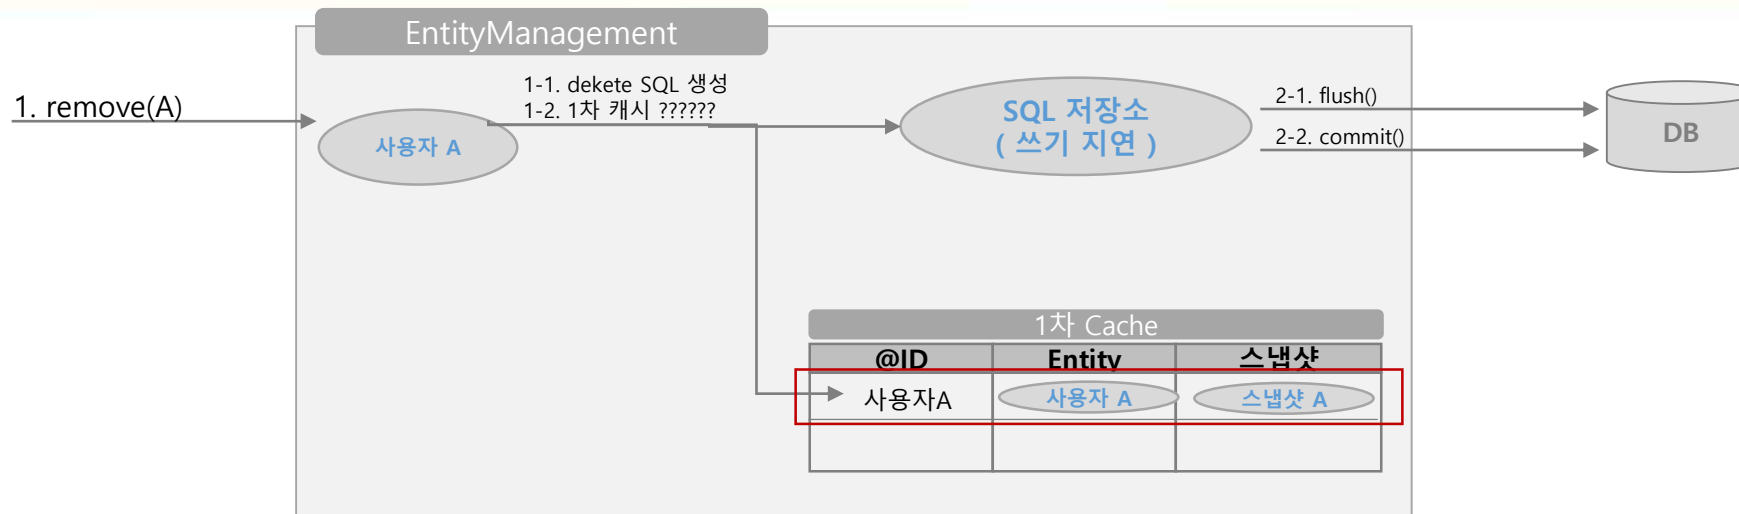 EntityManagement
1. remove(A)
1-1. dekete SQL 생성
1-2. 1차 캐시 ??????
사용자 A
SQL 저장소
( 쓰기 지연 )
2-1. flush()
2-2. commit()
DB
1차 Cache
@ID Entity 스냅샷
사용자A 사용자 A 스냅샷 A